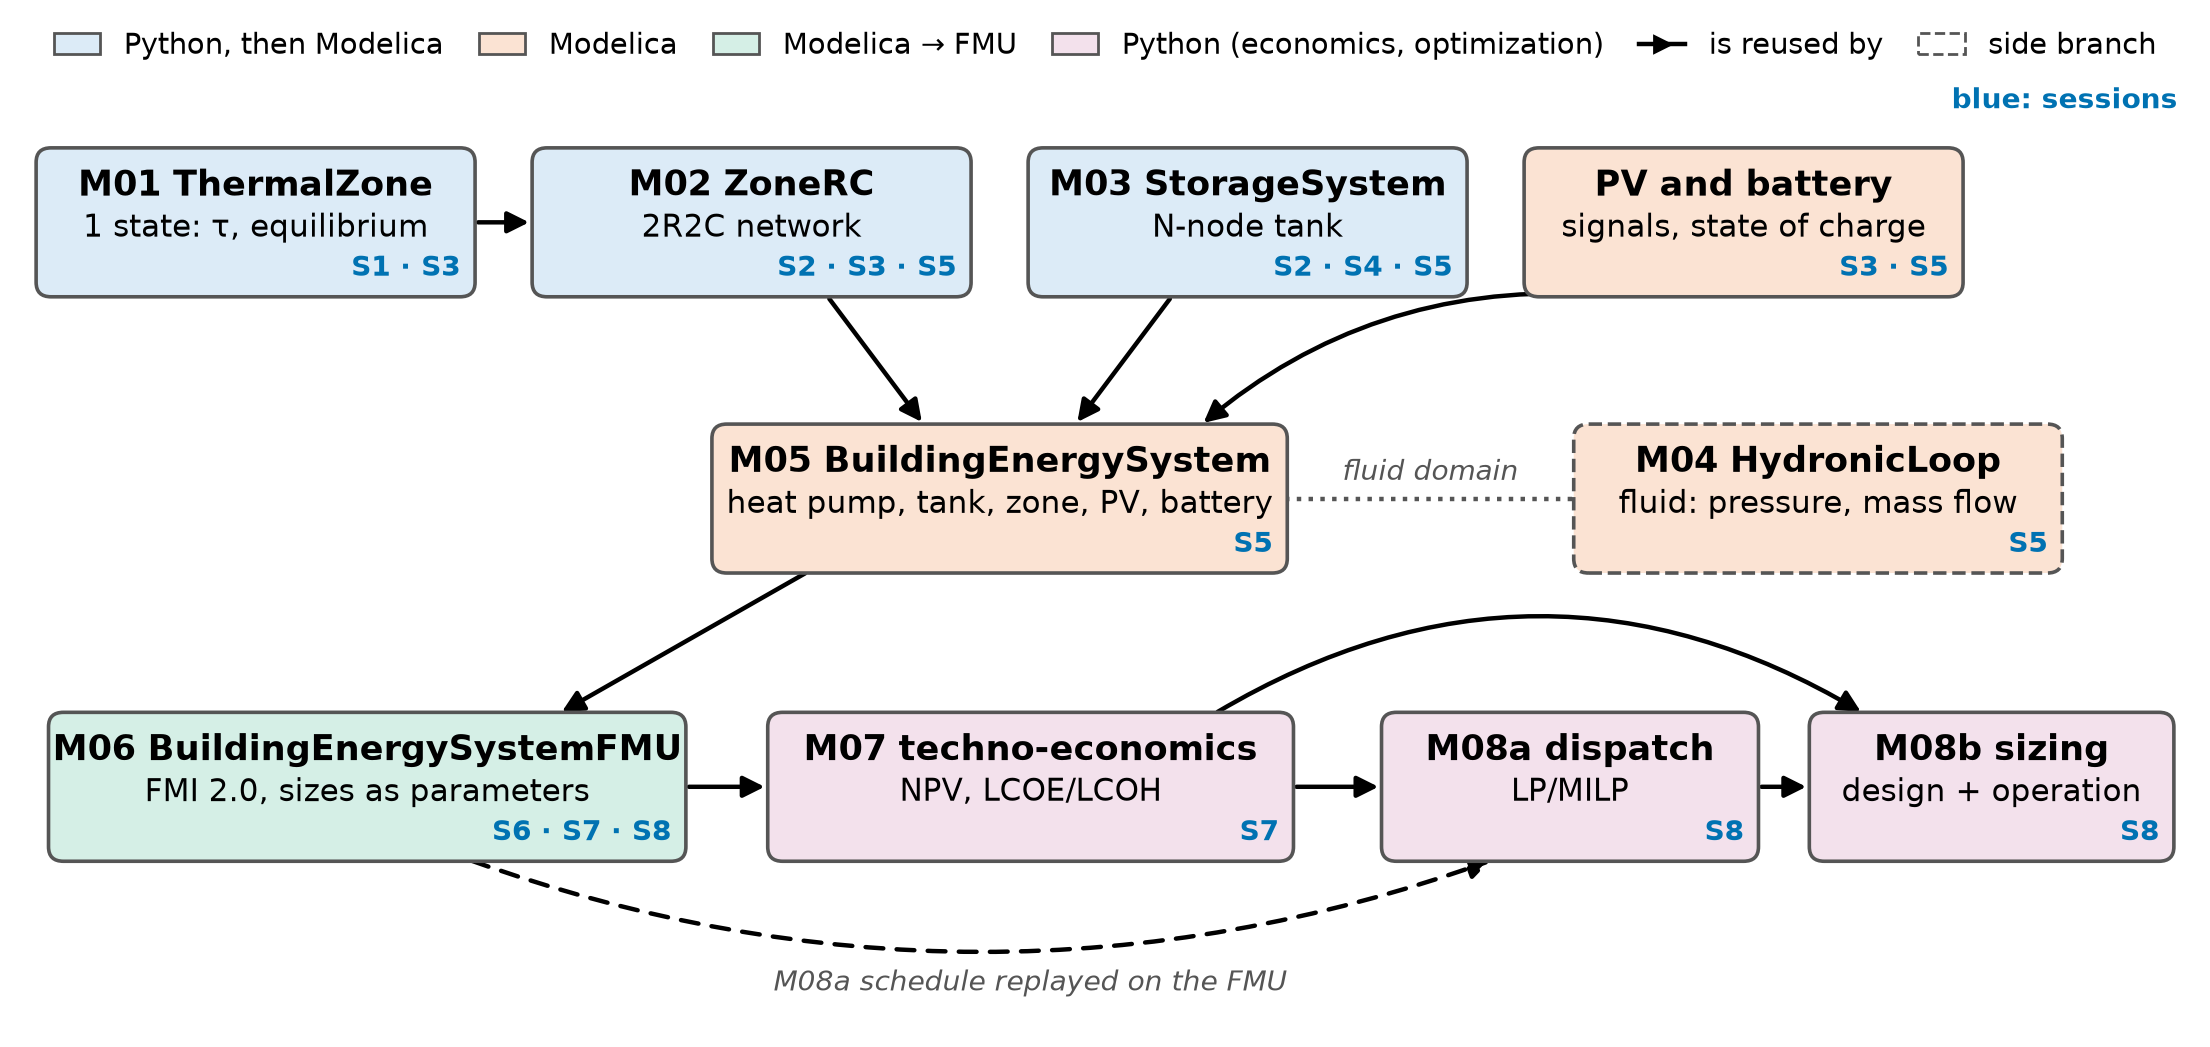 Python, then Modelica
Modelica
Modelica → FMU
Python (economics, optimization)
is reused by
side branch
blue: sessions
M01 ThermalZone
1 state: τ, equilibrium
S1 · S3
M02 ZoneRC
2R2C network
S2 · S3 · S5
M03 StorageSystem
N-node tank
S2 · S4 · S5
PV and battery
signals, state of charge
S3 · S5
M05 BuildingEnergySystem
heat pump, tank, zone, PV, battery
S5
fluid domain
M04 HydronicLoop
fluid: pressure, mass flow
S5
M06 BuildingEnergySystemFMU
FMI 2.0, sizes as parameters
S6 · S7 · S8
M07 techno-economics
NPV, LCOE/LCOH
S7
M08a dispatch
LP/MILP
S8
M08b sizing
design + operation
S8
M08a schedule replayed on the FMU